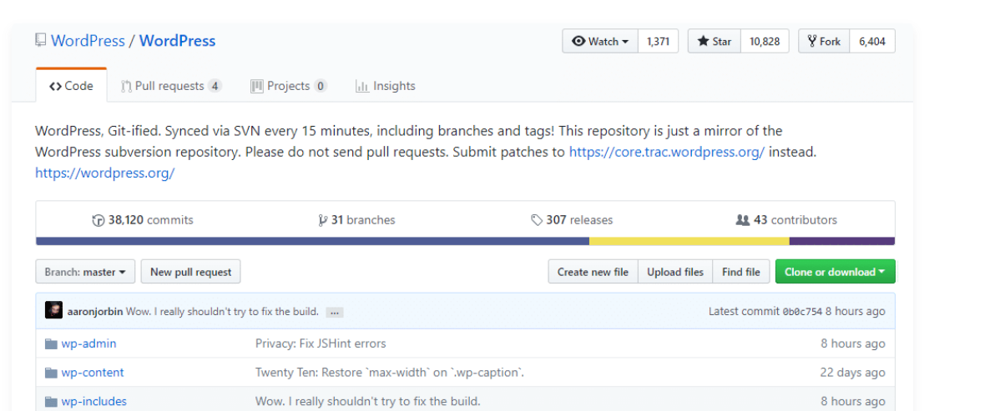 WordPress / WordPress Watch 1,371 Star 10,828 Fork 6,404
Code Pull requests 4 Projects 0 Insights
WordPress, Git-ified. Synced via SVN every 15 minutes, including branches and tags! This repository is just a mirror of the
WordPress subversion repository. Please do not send pull requests. Submit patches to https://core.trac.wordpress.org/ instead.
https://wordpress.org/
38,120 commits 31 branches 307 releases 43 contributors
Branch: master New pull request Create new file Upload files Find file Clone or download
aaronjorbin Wow. I really shouldn't try to fix the build. ... Latest commit 0b0c754 8 hours ago
wp-admin Privacy: Fix JSHint errors 8 hours ago
wp-content Twenty Ten: Restore `max-width` on `.wp-caption`. 22 days ago
wp-includes Wow. I really shouldn't try to fix the build. 8 hours ago